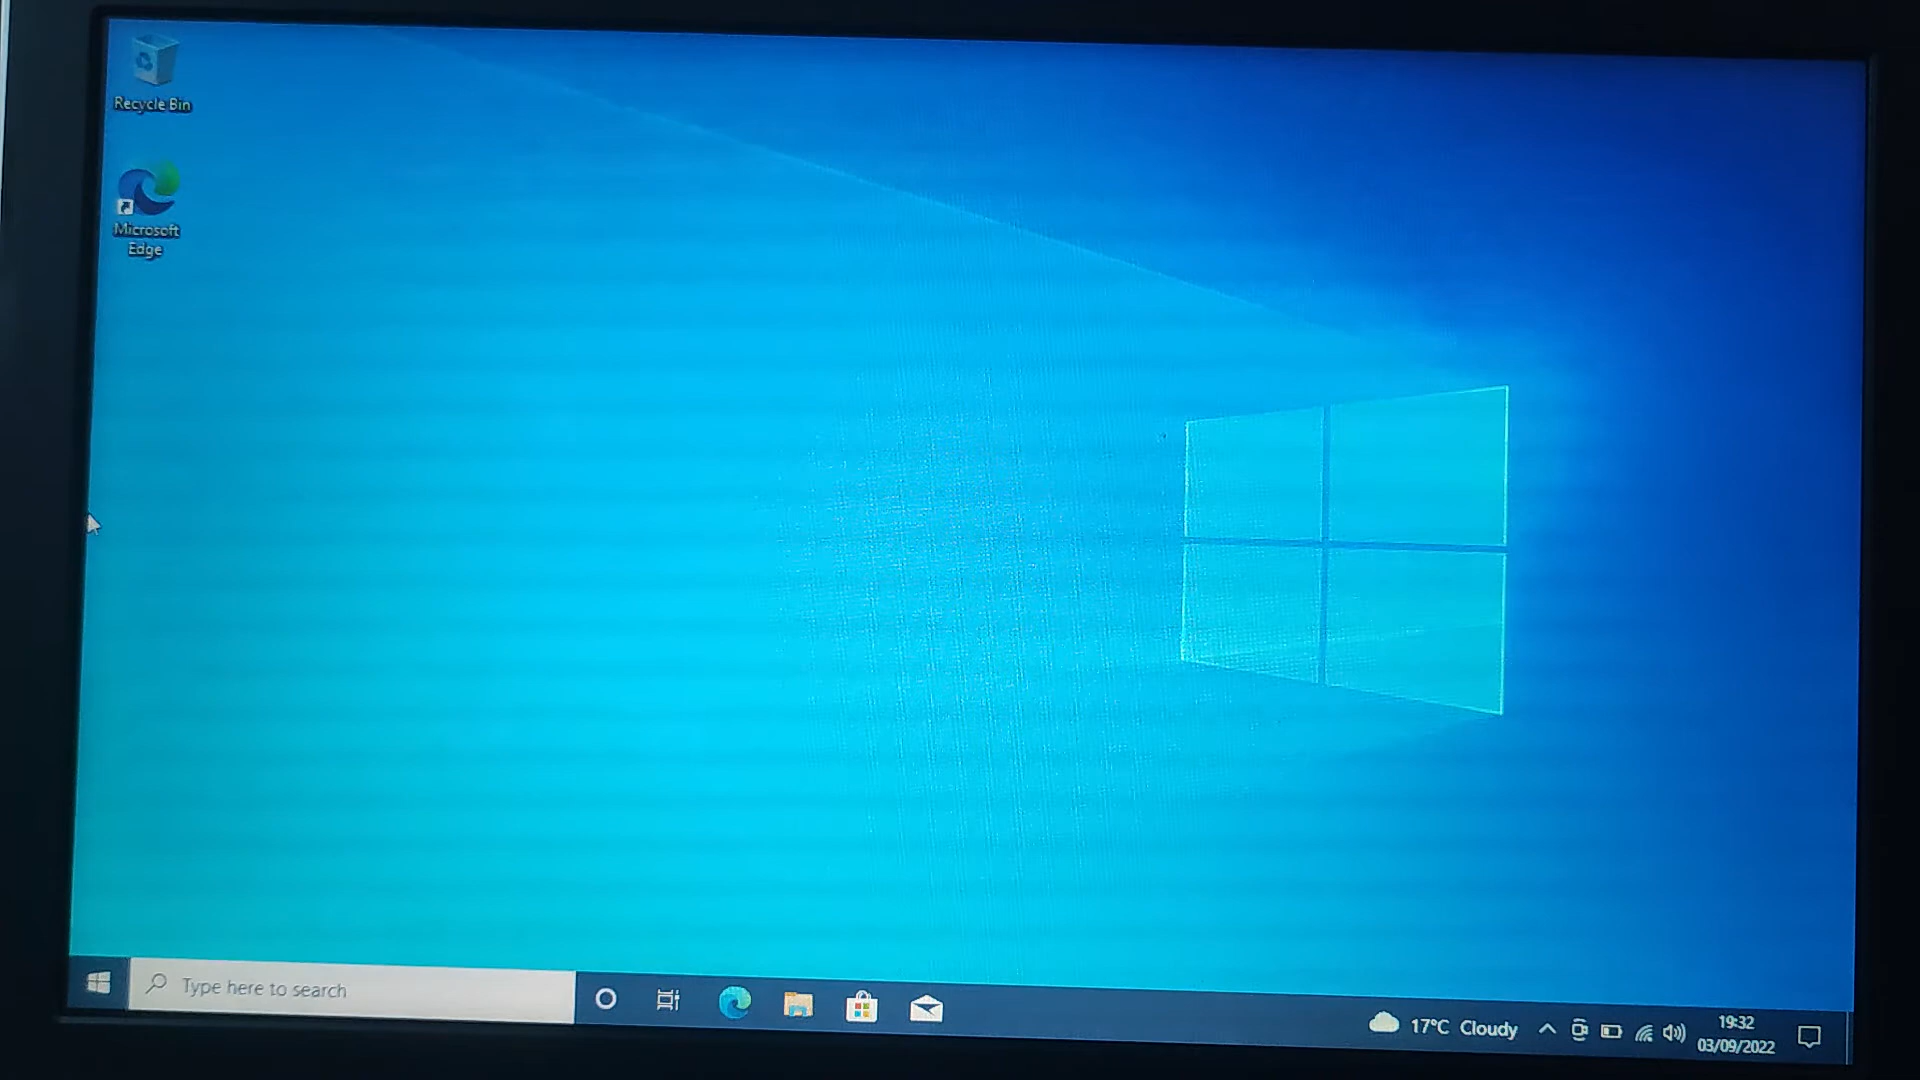 Recycle Bin
Microsoft
Edge
Type here to search
17°C Cloudy
19:32
03/09/2022